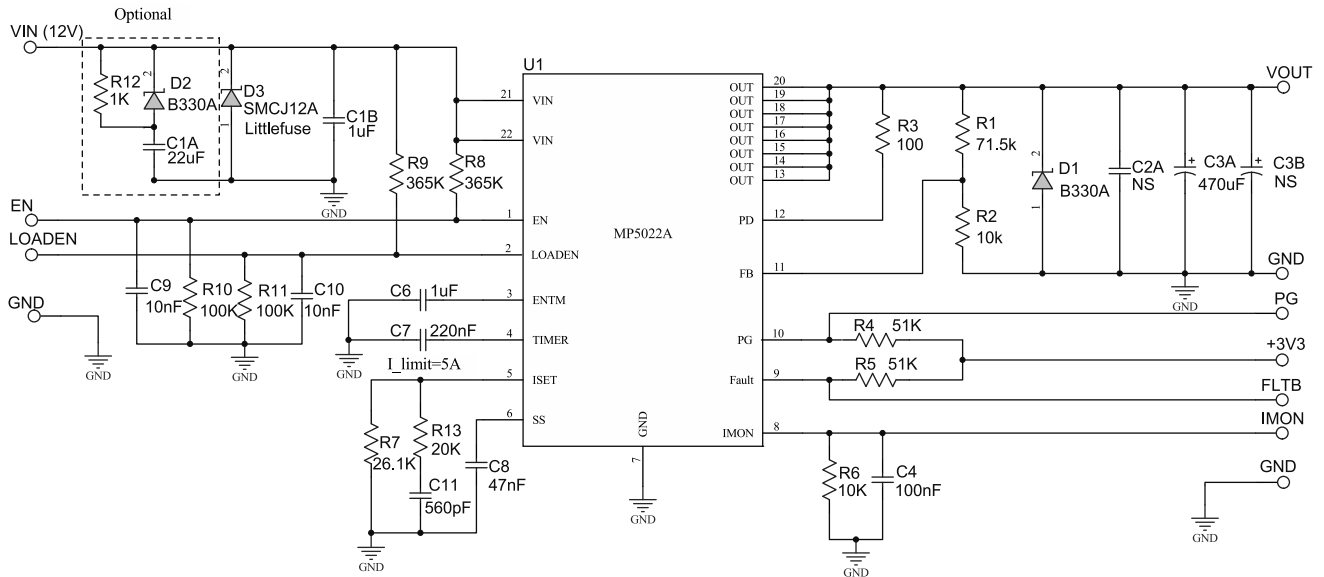 Optional
VIN (12V)
R12
1K
2
D2
B330A
C1A
22uF
2
D3
SMCJ12A
Littlefuse
1
C1B
1uF
GND
R9
365K
R8
365K
U1
21
VIN
22
VIN
1
EN
2
LOADEN
3
ENTM
4
TIMER
5
ISET
6
SS
MP5022A
GND
7
GND
OUT
20
OUT
19
OUT
18
OUT
17
OUT
16
OUT
15
OUT
14
OUT
13
PD
12
FB
11
PG
10
Fault
9
IMON
8
EN
LOADEN
GND
GND
C9
10nF
R10
100K
R11
100K
C10
10nF
GND
C6
1uF
C7
220nF
GND
I_limit=5A
R7
26.1K
R13
20K
C11
560pF
C8
47nF
GND
R3
100
R1
71.5k
R2
10k
2
D1
B330A
1
C2A
NS
+
C3A
470uF
+
C3B
NS
VOUT
GND
GND
PG
R4
51K
R5
51K
+3V3
FLTB
IMON
R6
10K
C4
100nF
GND
GND
GND